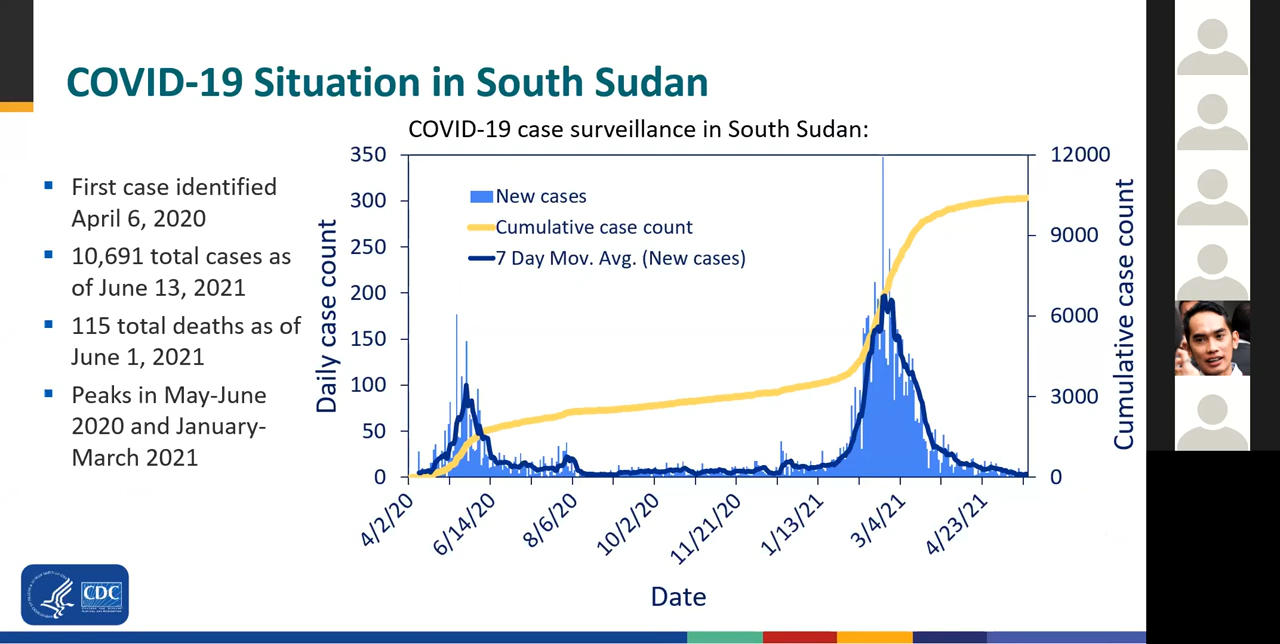 COVID-19 Situation in South Sudan
First case identified
April 6, 2020
10,691 total cases as
of June 13, 2021
115 total deaths as of
June 1, 2021
Peaks in May-June
2020 and January-
March 2021
COVID-19 case surveillance in South Sudan:
New cases
Cumulative case count
7 Day Mov. Avg. (New cases)
Daily case count
350
300
250
200
150
100
50
0
12000
9000
6000
3000
0
Cumulative case count
4/2/20
6/14/20
8/6/20
10/2/20
11/21/20
1/13/21
3/4/21
4/23/21
Date
CDC